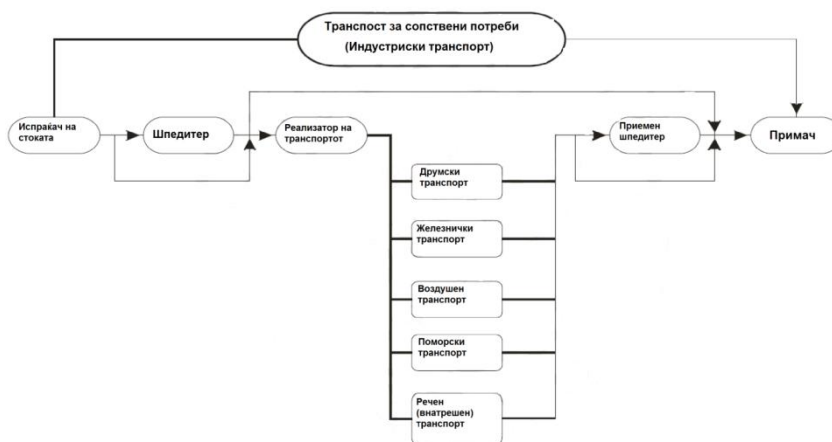 Транспост за сопствени потреби
(Индустриски транспорт)
Испраќач на
стоката
Шпедитер
Реализатор на
транспортот
Приемен
шпедитер
Примач
Друмски
транспорт
Железнички
транспорт
Воздушен
транспорт
Поморски
транспорт
Речен
(внатрешен)
транспорт